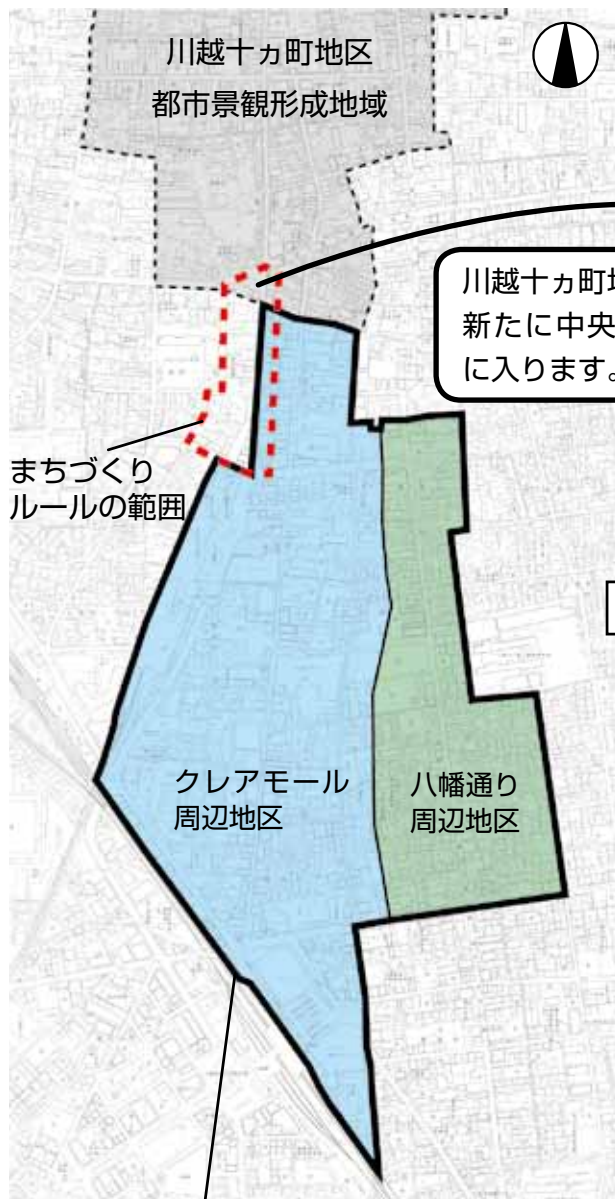 川越十ヵ町地区
都市景観形成地域
川越十ヵ町地
新たに中央
に入ります。
まちづくり
ルールの範囲
クレアモール
周辺地区
八幡通り
周辺地区